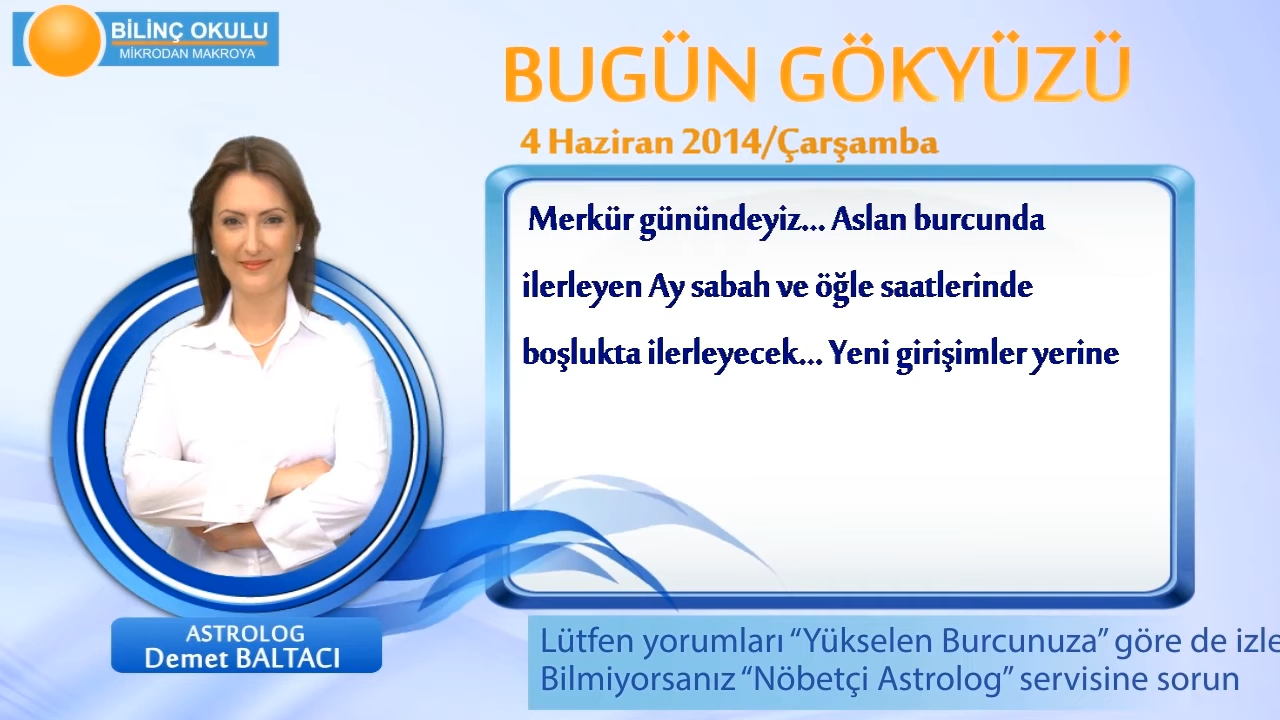 BİLİNÇ OKULU
MİKRODAN MAKROYA
BUGÜN GÖKYÜZÜ
4 Haziran 2014/Çarşamba
Merkür günündeyiz... Aslan burcunda
ilerleyen Ay sabah ve öğle saatlerinde
boşlukta ilerleyecek... Yeni girişimler yerine
ASTROLOG
Demet BALTACI
Lütfen yorumları “Yükselen Burcunuza” göre de izle
Bilmiyorsanız “Nöbetçi Astrolog” servisine sorun